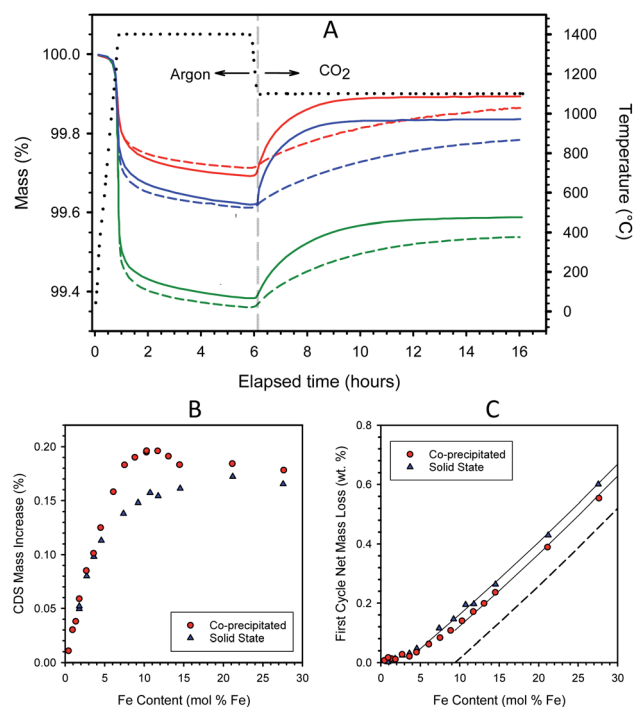 A
Argon
CO2
Mass (%)
100.0
99.8
99.6
99.4
1400
1200
1000
800
600
400
200
0
Temperature (°C)
0 2 4 6 8 10 12 14 16
Elapsed time (hours)
B
CDS Mass Increase (%)
0.20
0.15
0.10
0.05
0.00
Co-precipitated
Solid State
0 5 10 15 20 25 30
Fe Content (mol % Fe)
C
First Cycle Net Mass Loss (wt. %)
0.8
0.6
0.4
0.2
0.0
Co-precipitated
Solid State
0 5 10 15 20 25 30
Fe Content (mol % Fe)